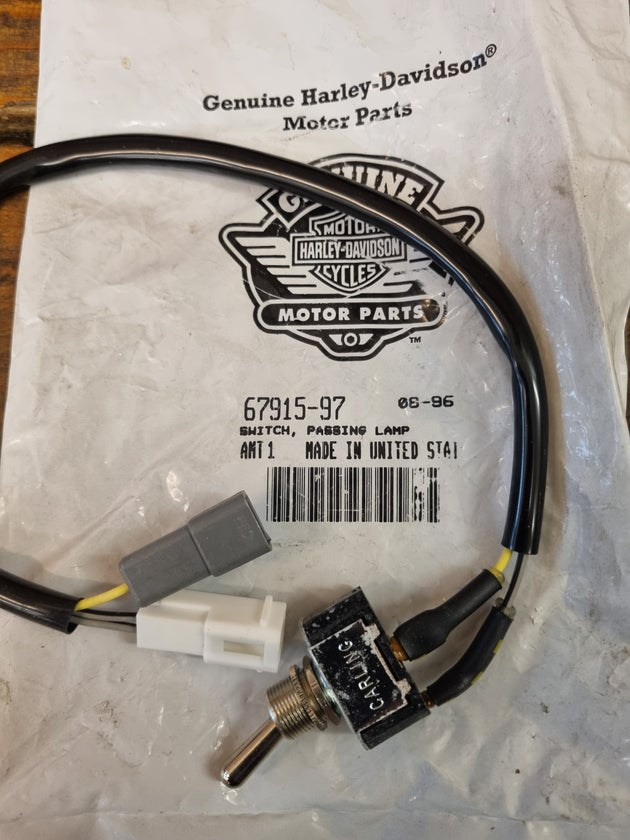 Genuine Harley-Davidson®
Motor Parts
GENUINE
MOTOR
HARLEY-DAVIDSON
CYCLES
MOTOR PARTS
TM
67915-97 08-96
SWITCH, PASSING LAMP
AMT 1 MADE IN UNITED STAT
CARLING